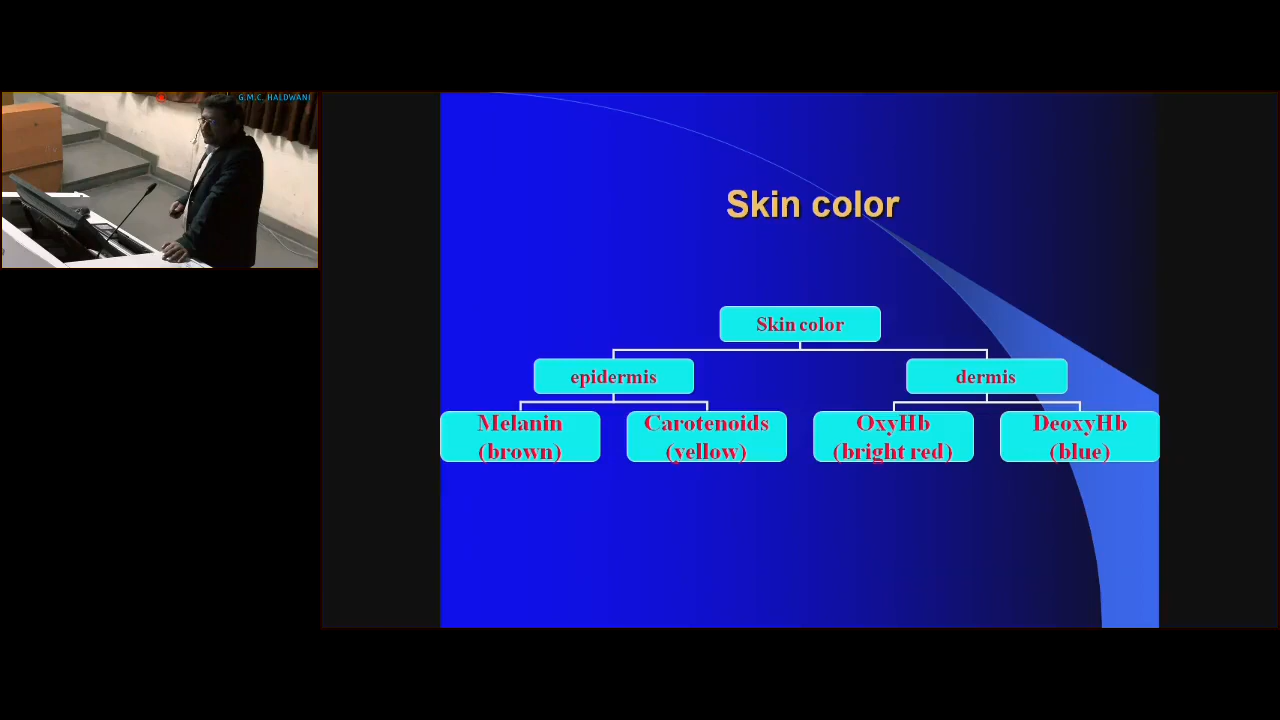 G.M.C. HALDWANI
Skin color
Skin color
epidermis
dermis
Melanin
(brown)
Carotenoids
(yellow)
OxyHb
(bright red)
DeoxyHb
(blue)